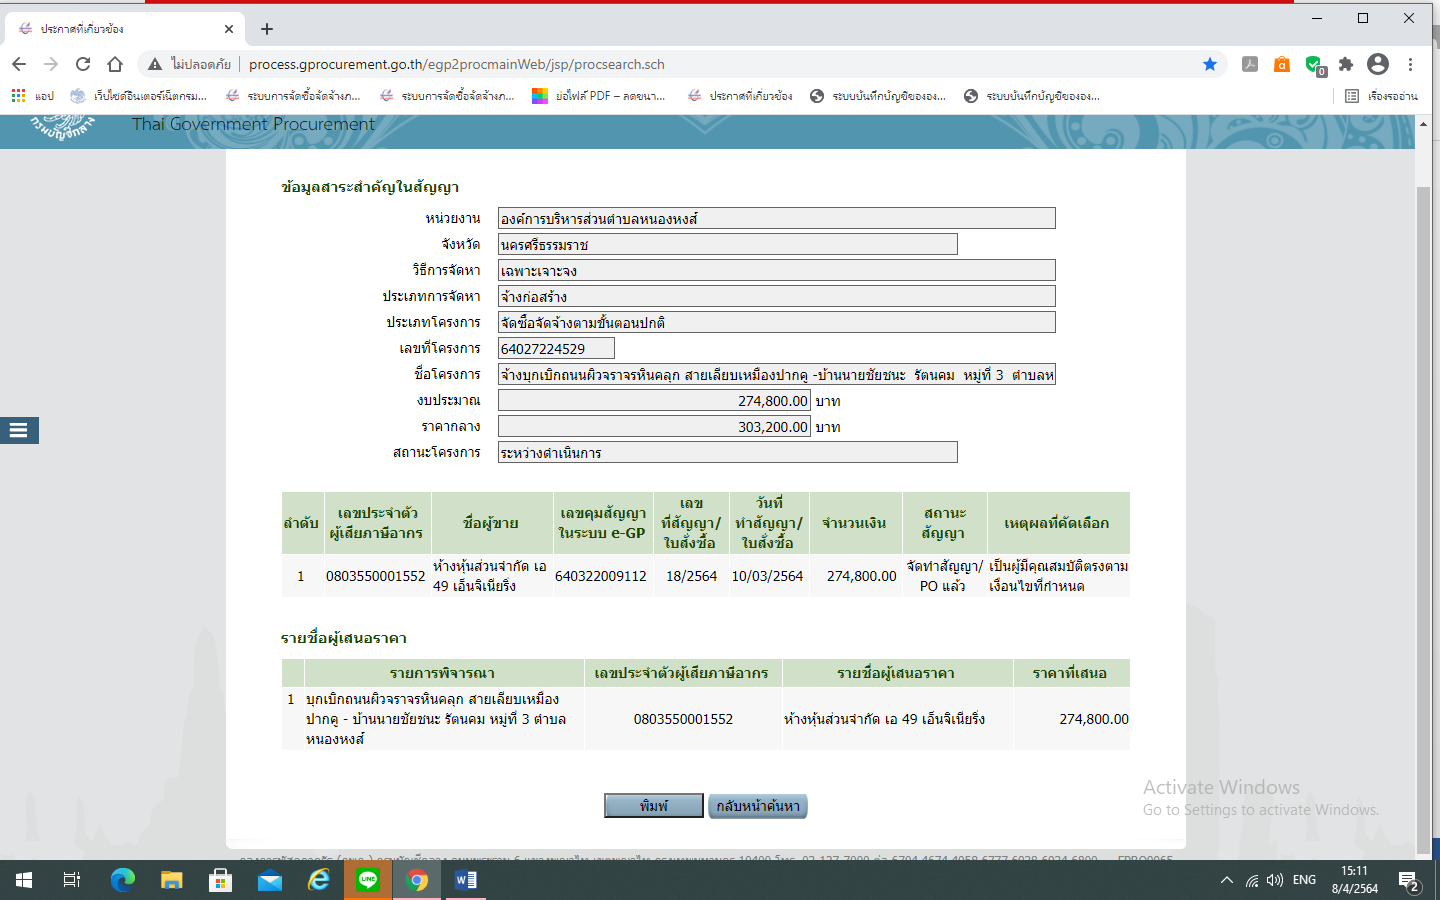 ประกาศที่เกี่ยวข้อง
ไม่ปลอดภัย | process.gprocurement.go.th/egp2procmainWeb/jsp/procsearch.sch
แอป เว็บไซต์อินเตอร์เน็ตกรม... ระบบการจัดซื้อจัดจ้างภ... ระบบการจัดซื้อจัดจ้างภ... ย่อไฟล์ PDF – ลดขนา... ประกาศที่เกี่ยวข้อง ระบบบันทึกบัญชีขององ... ระบบบันทึกบัญชีขององ... เรื่องรออ่าน
กรมบัญชีกลาง Thai Government Procurement
ข้อมูลสาระสำคัญในสัญญา
หน่วยงาน องค์การบริหารส่วนตำบลหนองหงส์
จังหวัด นครศรีธรรมราช
วิธีการจัดหา เฉพาะเจาะจง
ประเภทการจัดหา จ้างก่อสร้าง
ประเภทโครงการ จัดซื้อจัดจ้างตามขั้นตอนปกติ
เลขที่โครงการ 64027224529
ชื่อโครงการ จ้างบุกเบิกถนนผิวจราจรหินคลุก สายเลียบเหมืองปากคู -บ้านนายชัยชนะ รัตนคม หมู่ที่ 3 ตำบลห
งบประมาณ 274,800.00 บาท
ราคากลาง 303,200.00 บาท
สถานะโครงการ ระหว่างดำเนินการ
ลำดับ เลขประจำตัวผู้เสียภาษีอากร ชื่อผู้ขาย เลขคุมสัญญาในระบบ e-GP เลขที่สัญญา/ใบสั่งซื้อ วันที่ทำสัญญา/ใบสั่งซื้อ จำนวนเงิน สถานะสัญญา เหตุผลที่คัดเลือก
1 0803550001552 ห้างหุ้นส่วนจำกัด เอ 49 เอ็นจิเนียริ่ง 640322009112 18/2564 10/03/2564 274,800.00 จัดทำสัญญา/PO แล้ว เป็นผู้มีคุณสมบัติตรงตามเงื่อนไขที่กำหนด
รายชื่อผู้เสนอราคา
รายการพิจารณา เลขประจำตัวผู้เสียภาษีอากร รายชื่อผู้เสนอราคา ราคาที่เสนอ
1 บุกเบิกถนนผิวจราจรหินคลุก สายเลียบเหมือง
ปากคู - บ้านนายชัยชนะ รัตนคม หมู่ที่ 3 ตำบล 0803550001552 ห้างหุ้นส่วนจำกัด เอ 49 เอ็นจิเนียริ่ง 274,800.00
หนองหงส์
พิมพ์ กลับหน้าค้นหา
Activate Windows
Go to Settings to activate Windows.
ENG
15:11
8/4/2564
2